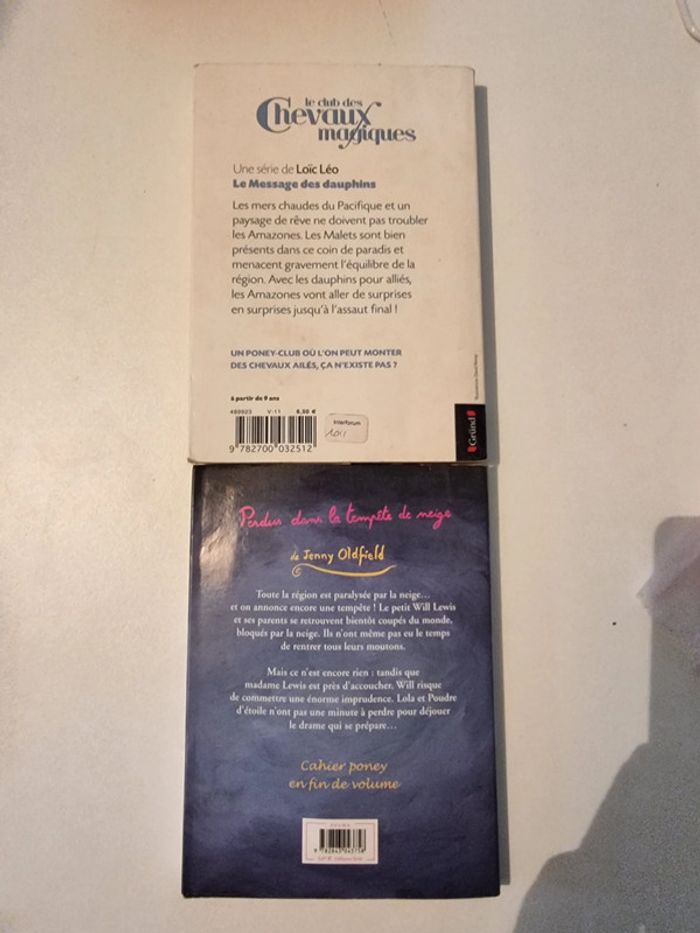 le club des
Chevaux
magiques
Une série de Loïc Léo
Le Message des dauphins
Les mers chaudes du Pacifique et un
paysage de rêve ne doivent pas troubler
les Amazones. Les Malets sont bien
présents dans ce coin de paradis et
menacent gravement l'équilibre de la
région. Avec les dauphins pour alliés,
les Amazones vont aller de surprises
en surprises jusqu'à l'assaut final !
UN PONEY-CLUB OÙ L'ON PEUT MONTER
DES CHEVAUX AILÉS, ÇA N'EXISTE PAS ?
à partir de 9 ans
489923 V-11 6,50 €
Interforum
9 782700 032512
Gründ
Perdus dans la tempête de neige
de Jenny Oldfield
Toute la région est paralysée par la neige...
et on annonce encore une tempête ! Le petit Will Lewis
et ses parents se retrouvent bientôt coupés du monde,
bloqués par la neige. Ils n'ont même pas eu le temps
de rentrer tous leurs moutons.
Mais ce n'est encore rien : tandis que
madame Lewis est près d'accoucher, Will risque
de commettre une énorme imprudence. Lola et Poudre
d'étoile n'ont pas une minute à perdre pour déjouer
le drame qui se prépare...
Cahier poney
en fin de volume
9 782845 043758